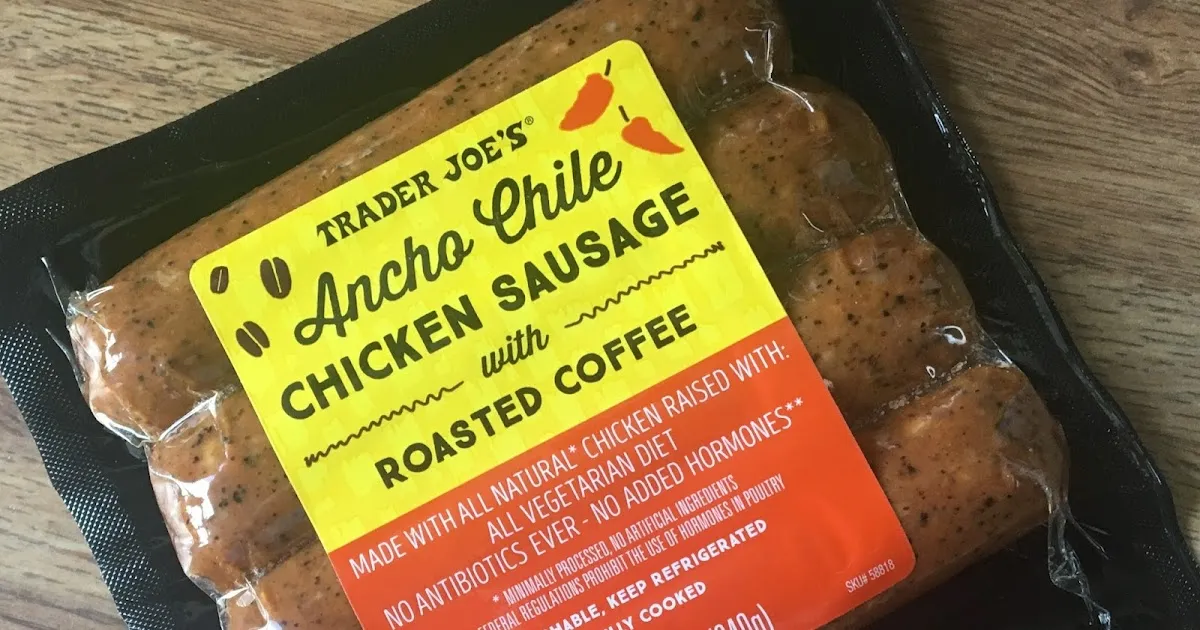 TRADER JOE'S®
Ancho Chile
CHICKEN SAUSAGE
with
ROASTED COFFEE
MADE WITH ALL NATURAL* CHICKEN RAISED WITH:
ALL VEGETARIAN DIET
NO ANTIBIOTICS EVER - NO ADDED HORMONES**
* MINIMALLY PROCESSED, NO ARTIFICIAL INGREDIENTS
FEDERAL REGULATIONS PROHIBIT THE USE OF HORMONES IN POULTRY
KEEP REFRIGERATED
COOKED
SKU# 58818